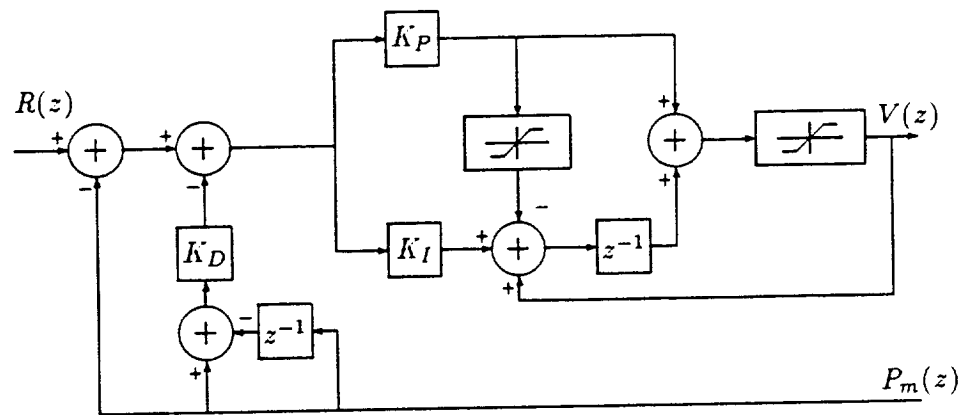 K_P
R(z)
+
+
+
V(z)
+
+
+
−
−
+
−
K_D
K_I
+
+
z^{-1}
+
−
z^{-1}
+
+
P_m(z)